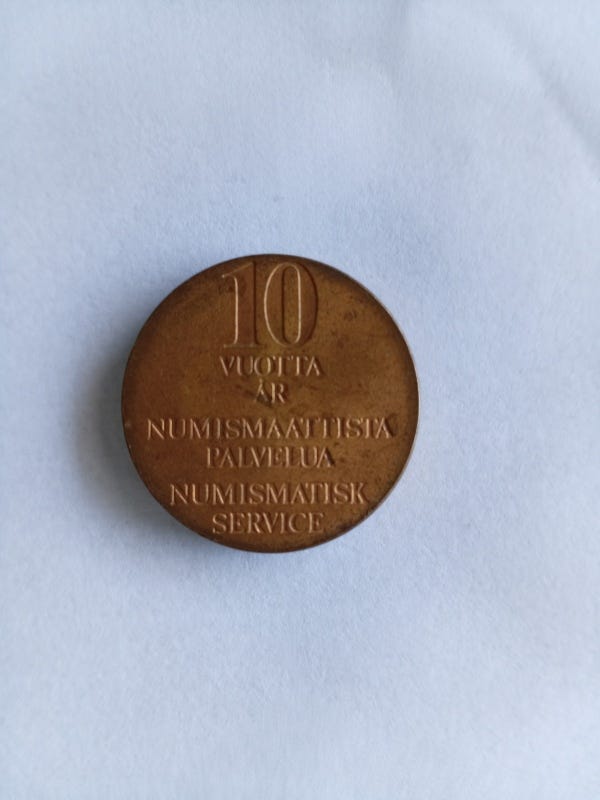 10
VUOTTA
ÅR
NUMISMAATTISTA
PALVELUA
NUMISMATISK
SERVICE